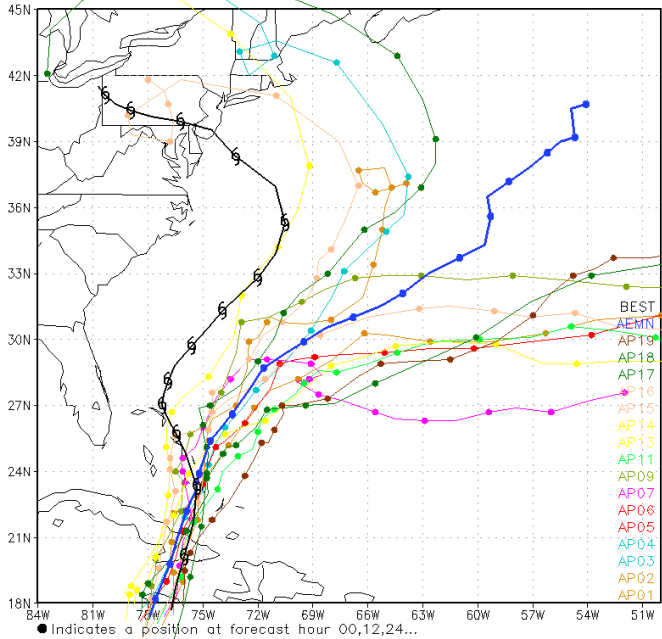 45N
42N
39N
36N
33N
30N
27N
24N
21N
18N
BEST
AEMN
AP19
AP18
AP17
AP16
AP15
AP14
AP13
AP11
AP09
AP07
AP06
AP05
AP04
AP03
AP02
AP01
84W 81W 78W 75W 72W 69W 66W 63W 60W 57W 54W 51W
Indicates a position at forecast hour 00,12,24...